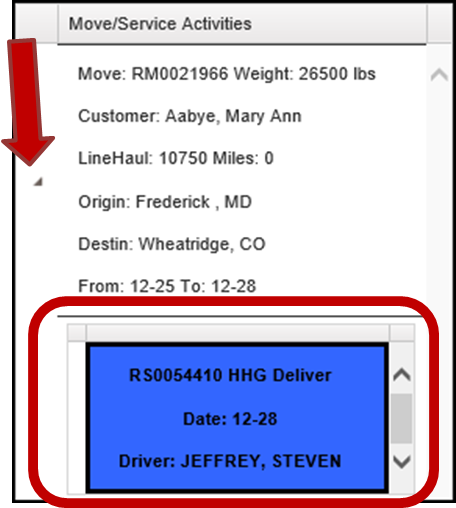 Move/Service Activities
Move: RM0021966 Weight: 26500 lbs
Customer: Aabye, Mary Ann
LineHaul: 10750 Miles: 0
Origin: Frederick , MD
Destin: Wheatridge, CO
From: 12-25 To: 12-28
RS0054410 HHG Deliver
Date: 12-28
Driver: JEFFREY, STEVEN